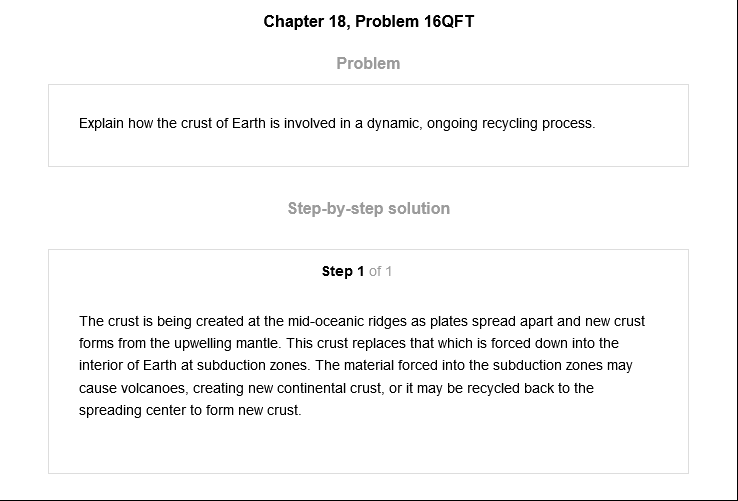 Chapter 18, Problem 16QFT
Problem
Explain how the crust of Earth is involved in a dynamic, ongoing recycling process.
Step-by-step solution
Step 1 of 1
The crust is being created at the mid-oceanic ridges as plates spread apart and new crust
forms from the upwelling mantle. This crust replaces that which is forced down into the
interior of Earth at subduction zones. The material forced into the subduction zones may
cause volcanoes, creating new continental crust, or it may be recycled back to the
spreading center to form new crust.